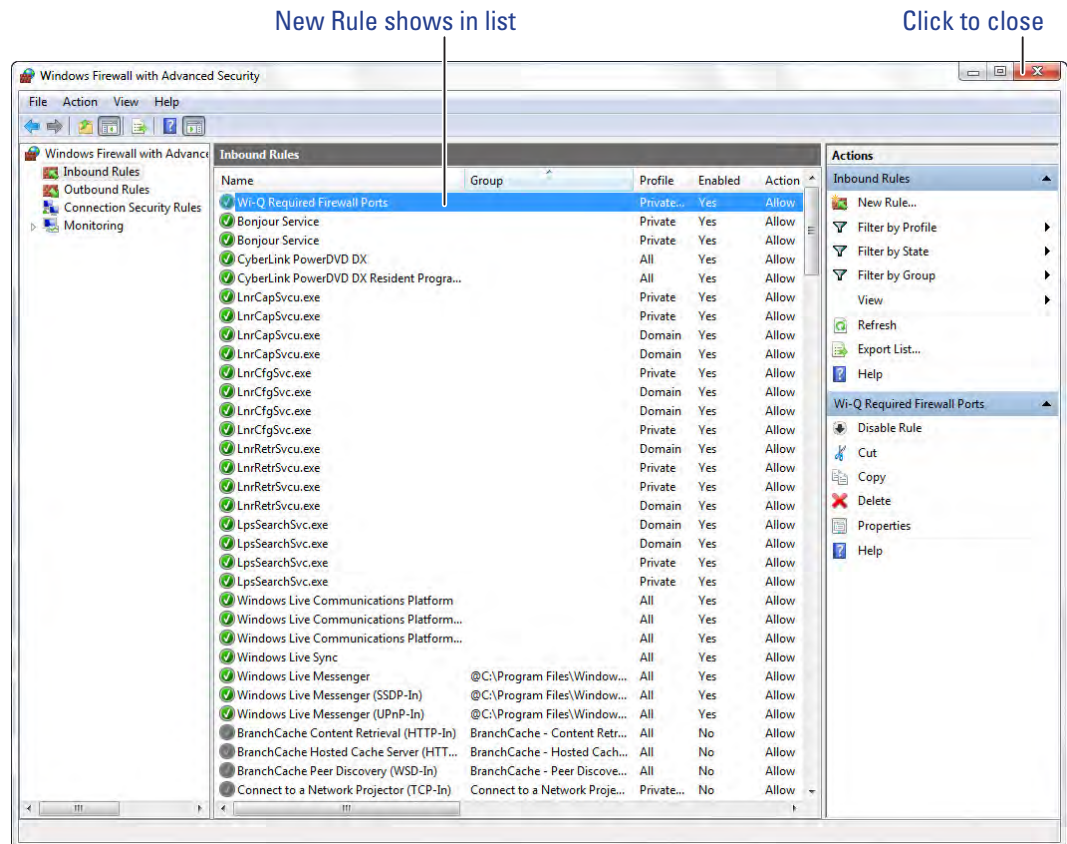 New Rule shows in list
Click to close
Windows Firewall with Advanced Security
File Action View Help
Windows Firewall with Advance
Inbound Rules
Outbound Rules
Connection Security Rules
Monitoring
Inbound Rules
Name Group Profile Enabled Action
Wi-Q Required Firewall Ports Private... Yes Allow
Bonjour Service Private Yes Allow
Bonjour Service Private Yes Allow
CyberLink PowerDVD DX All Yes Allow
CyberLink PowerDVD DX Resident Progra... All Yes Allow
LnrCapSvcu.exe Private Yes Allow
LnrCapSvcu.exe Private Yes Allow
LnrCapSvcu.exe Domain Yes Allow
LnrCapSvcu.exe Domain Yes Allow
LnrCfgSvc.exe Private Yes Allow
LnrCfgSvc.exe Domain Yes Allow
LnrCfgSvc.exe Domain Yes Allow
LnrCfgSvc.exe Private Yes Allow
LnrRetrSvcu.exe Domain Yes Allow
LnrRetrSvcu.exe Private Yes Allow
LnrRetrSvcu.exe Private Yes Allow
LnrRetrSvcu.exe Domain Yes Allow
LpsSearchSvc.exe Domain Yes Allow
LpsSearchSvc.exe Domain Yes Allow
LpsSearchSvc.exe Private Yes Allow
LpsSearchSvc.exe Private Yes Allow
Windows Live Communications Platform All Yes Allow
Windows Live Communications Platform... All Yes Allow
Windows Live Communications Platform... All Yes Allow
Windows Live Sync All Yes Allow
Windows Live Messenger @C:\Program Files\Window... All Yes Allow
Windows Live Messenger (SSDP-In) @C:\Program Files\Window... All Yes Allow
Windows Live Messenger (UPnP-In) @C:\Program Files\Window... All Yes Allow
BranchCache Content Retrieval (HTTP-In) BranchCache - Content Retr... All No Allow
BranchCache Hosted Cache Server (HTT... BranchCache - Hosted Cach... All No Allow
BranchCache Peer Discovery (WSD-In) BranchCache - Peer Discove... All No Allow
Connect to a Network Projector (TCP-In) Connect to a Network Proje... Private... No Allow
Actions
Inbound Rules
New Rule...
Filter by Profile
Filter by State
Filter by Group
View
Refresh
Export List...
Help
Wi-Q Required Firewall Ports
Disable Rule
Cut
Copy
Delete
Properties
Help